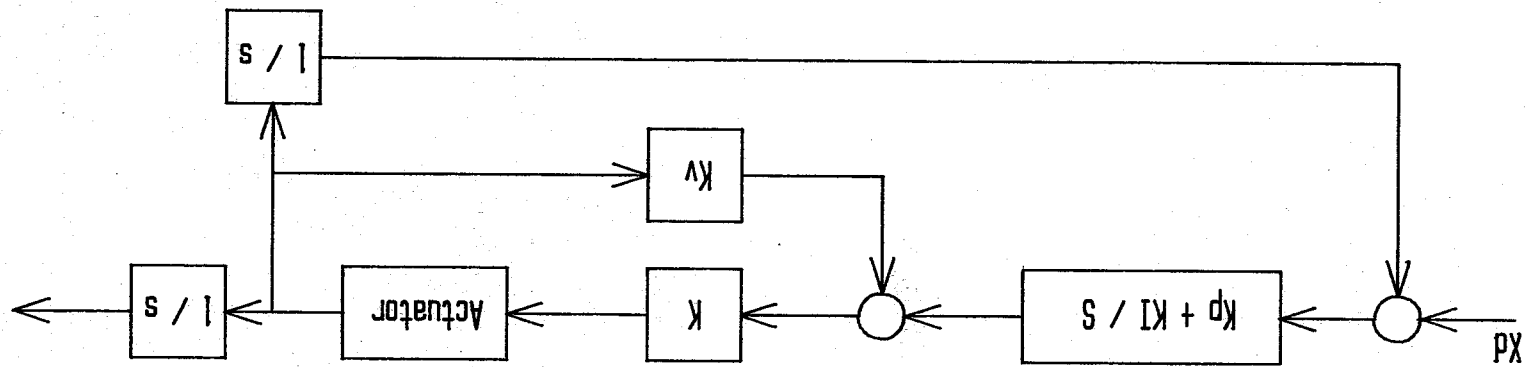 Xd
Kp + KI / S
K
Actuator
1 / s
Kv
1 / s